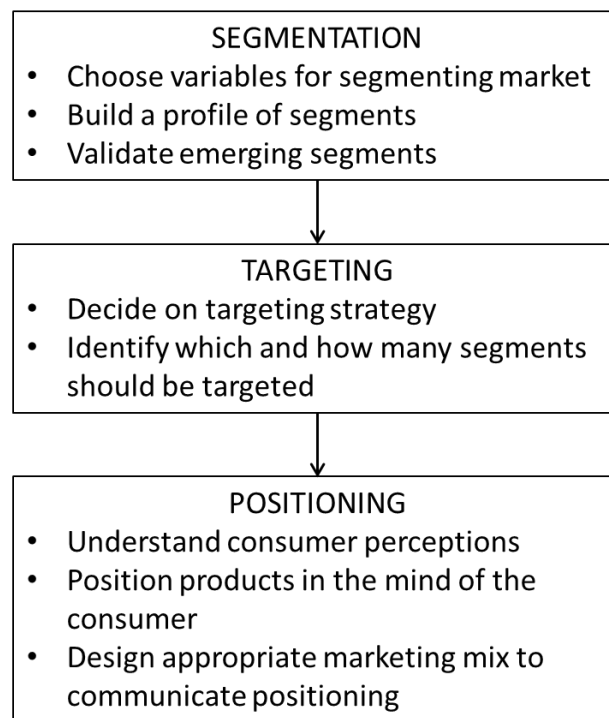 SEGMENTATION
• Choose variables for segmenting market
• Build a profile of segments
• Validate emerging segments
TARGETING
• Decide on targeting strategy
• Identify which and how many segments
should be targeted
POSITIONING
• Understand consumer perceptions
• Position products in the mind of the
consumer
• Design appropriate marketing mix to
communicate positioning